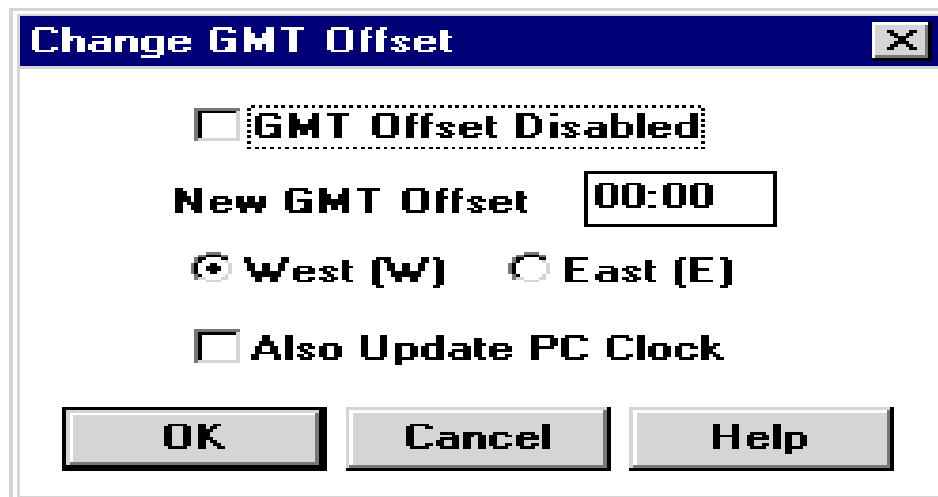 Change GMT Offset
GMT Offset Disabled
New GMT Offset 00:00
West (W) East (E)
Also Update PC Clock
OK Cancel Help